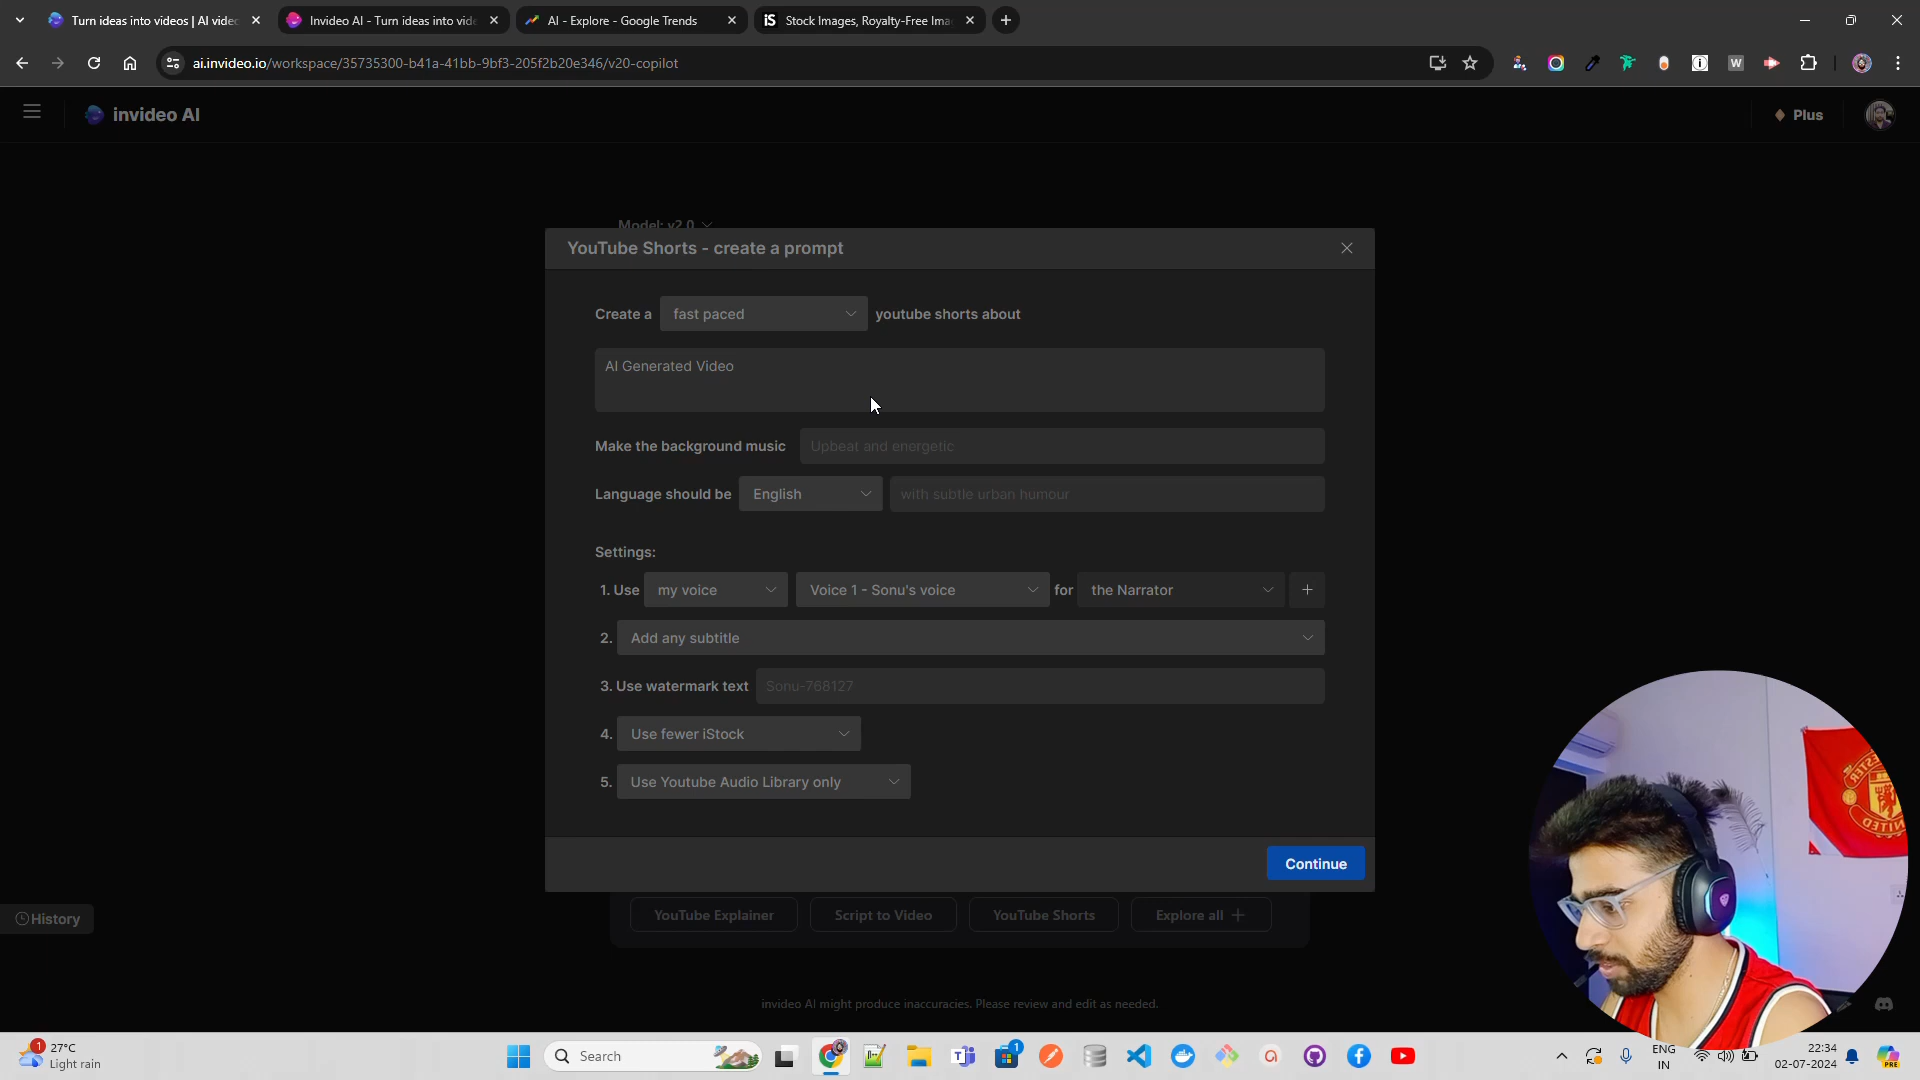 Turn ideas into videos | AI videc
Invideo AI - Turn ideas into vide
AI - Explore - Google Trends
iS
Stock Images, Royalty-Free Ima
ai.invideo.io/workspace/35735300-b41a-41bb-9bf3-205f2b20e346/v20-copilot
invideo AI
Plus
Model: v2.0
YouTube Shorts - create a prompt
Create a fast paced youtube shorts about
AI Generated Video
Make the background music Upbeat and energetic
Language should be English with subtle urban humour
Settings:
1. Use my voice Voice 1 - Sonu's voice for the Narrator +
2. Add any subtitle
3. Use watermark text Sonu-768127
4. Use fewer iStock
5. Use Youtube Audio Library only
Continue
YouTube Explainer Script to Video YouTube Shorts Explore all +
History
invideo AI might produce inaccuracies. Please review and edit as needed.
UNITED
1
27°C
Light rain
Search
1
ENG
IN
22:34
02-07-2024
PRE